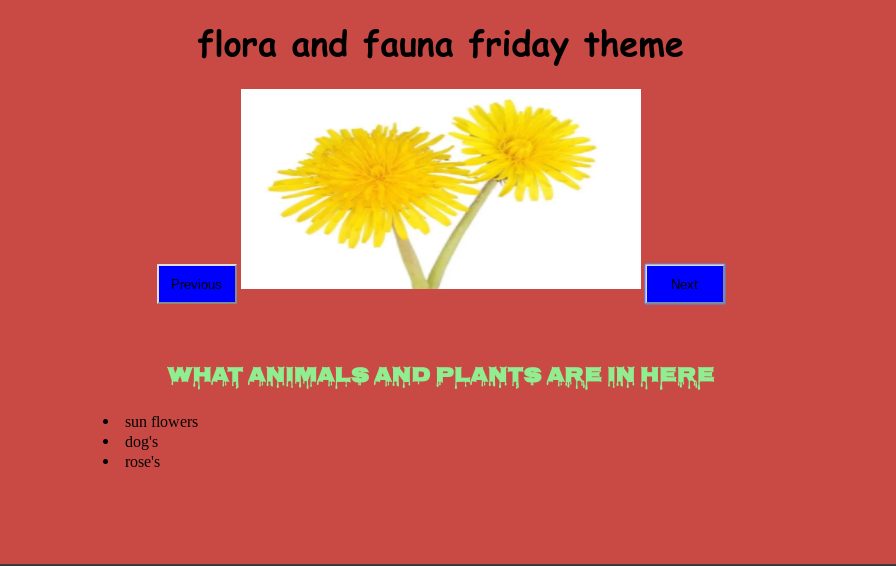 flora and fauna friday theme
Previous
Next
WHAT ANIMALS AND PLANTS ARE IN HERE
sun flowers
dog's
rose's